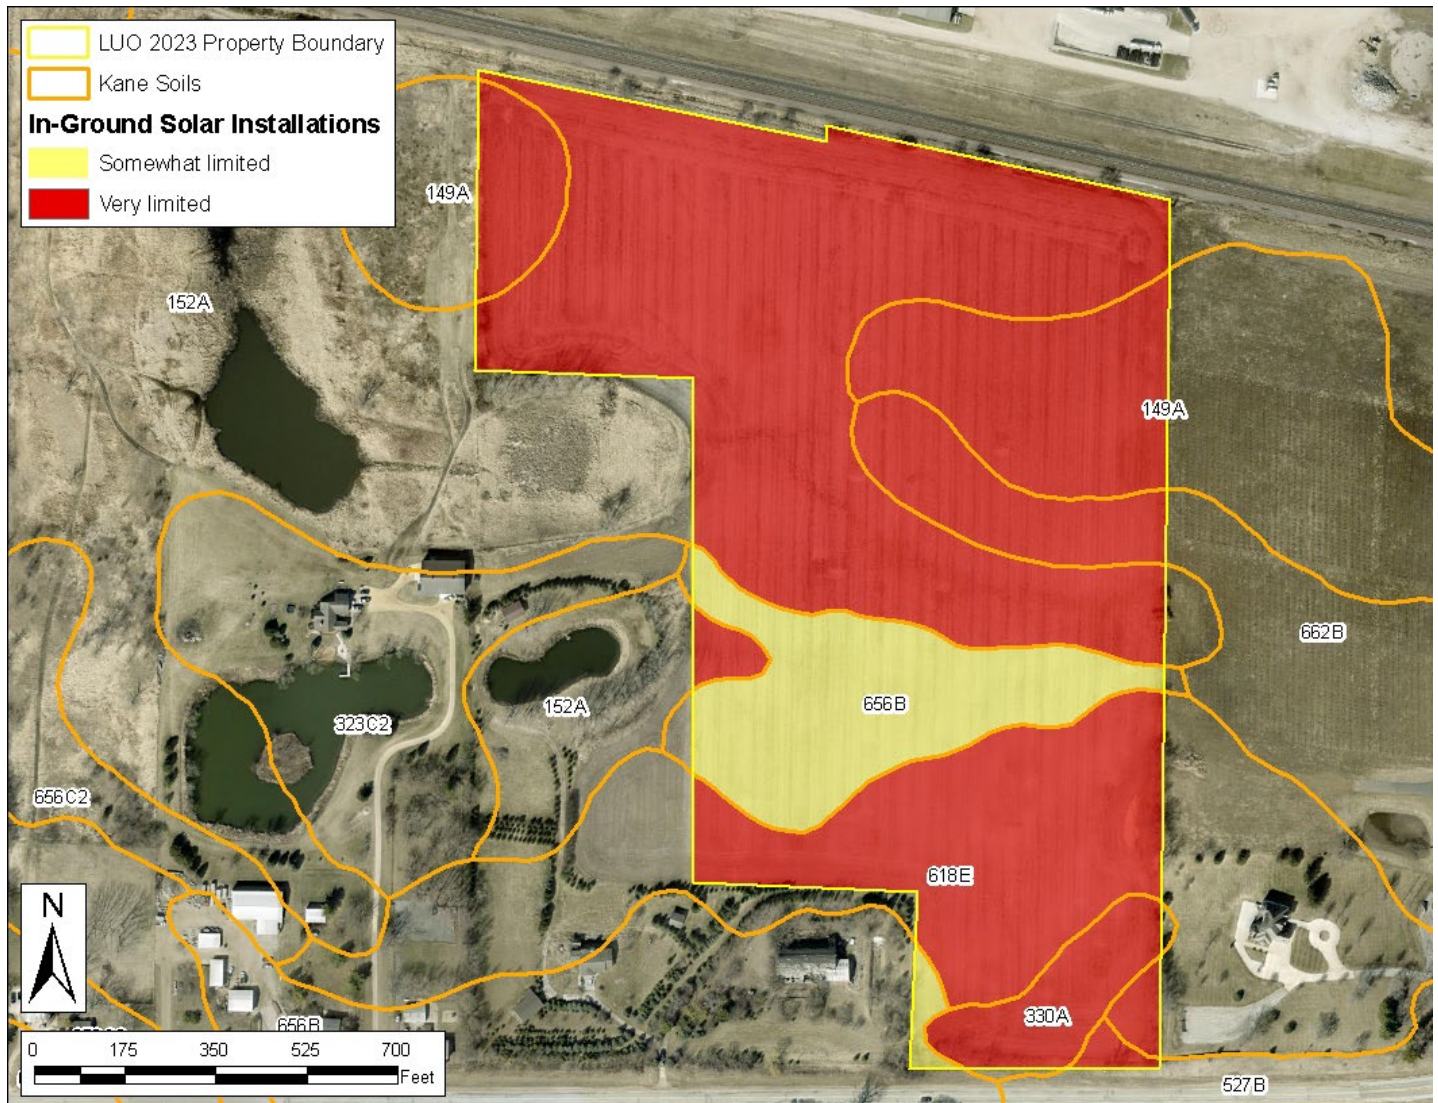 LUO 2023 Property Boundary
Kane Soils
In-Ground Solar Installations
Somewhat limited
Very limited
149A
152A
149A
662B
656B
152A
323C2
656C2
618E
N
330A
656B
0 175 350 525 700
Feet
527B